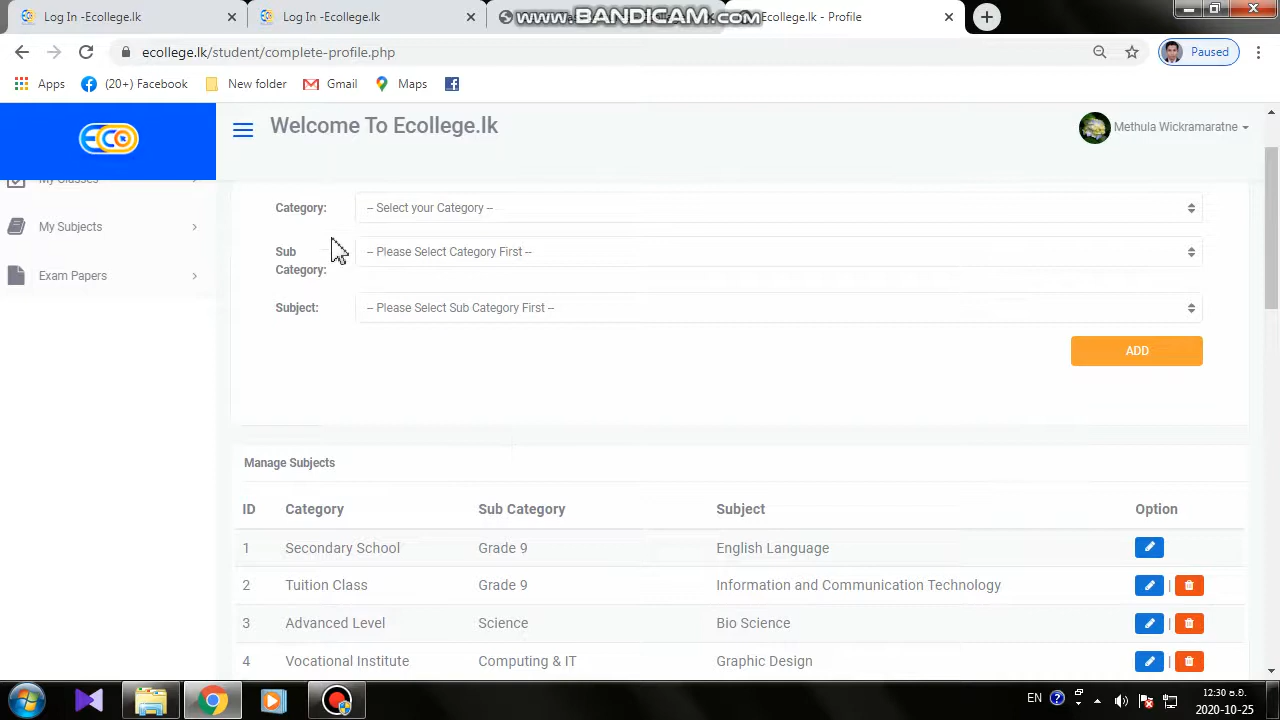 Log In -Ecollege.lk
Log In -Ecollege.lk
www.BANDICAM.com
Ecollege.lk - Profile
ecollege.lk/student/complete-profile.php
Paused
Apps
(20+) Facebook
New folder
Gmail
Maps
ECO
Welcome To Ecollege.lk
Methula Wickramaratne
My Classes
My Subjects
Exam Papers
Category:
-- Select your Category --
Sub Category:
-- Please Select Category First --
Subject:
-- Please Select Sub Category First --
ADD
Manage Subjects
ID Category Sub Category Subject Option
1 Secondary School Grade 9 English Language
2 Tuition Class Grade 9 Information and Communication Technology |
3 Advanced Level Science Bio Science |
4 Vocational Institute Computing & IT Graphic Design |
EN
12:30 ප.ව.
2020-10-25